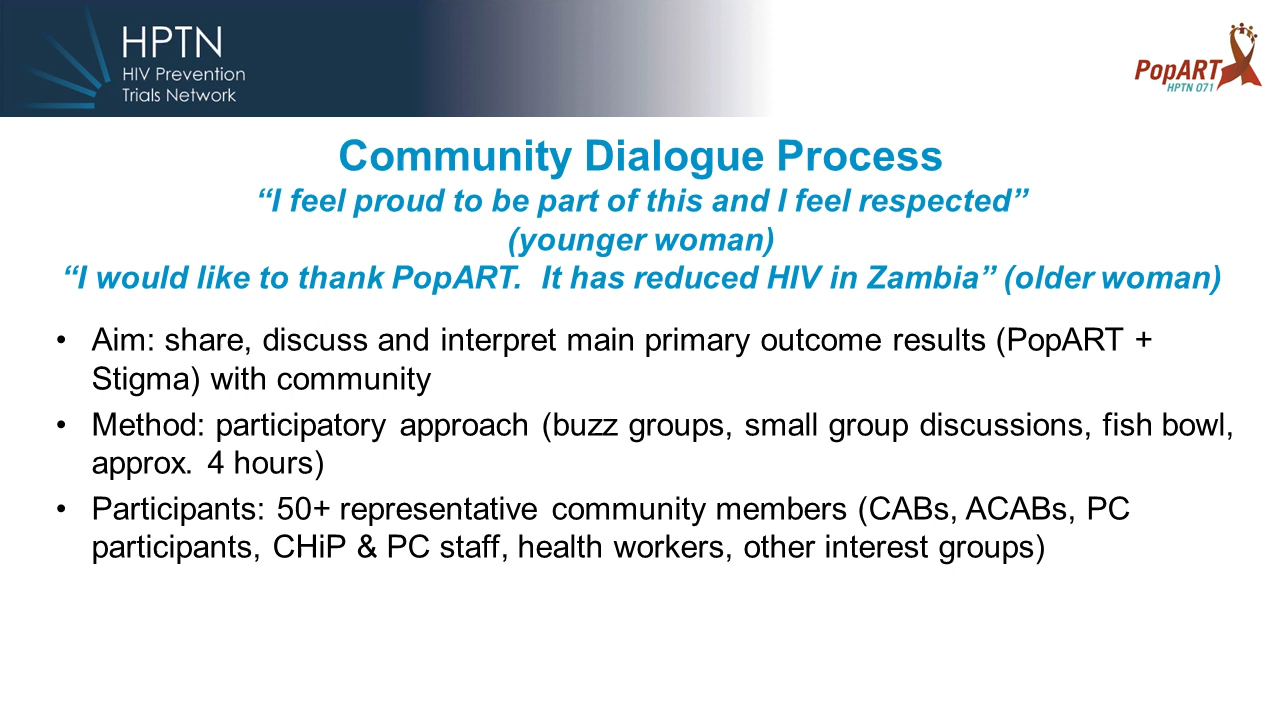 HPTN
HIV Prevention
Trials Network
PopART
HPTN 071
Community Dialogue Process
“I feel proud to be part of this and I feel respected”
(younger woman)
“I would like to thank PopART.  It has reduced HIV in Zambia” (older woman)
• Aim: share, discuss and interpret main primary outcome results (PopART +
Stigma) with community
• Method: participatory approach (buzz groups, small group discussions, fish bowl,
approx. 4 hours)
• Participants: 50+ representative community members (CABs, ACABs, PC
participants, CHiP & PC staff, health workers, other interest groups)